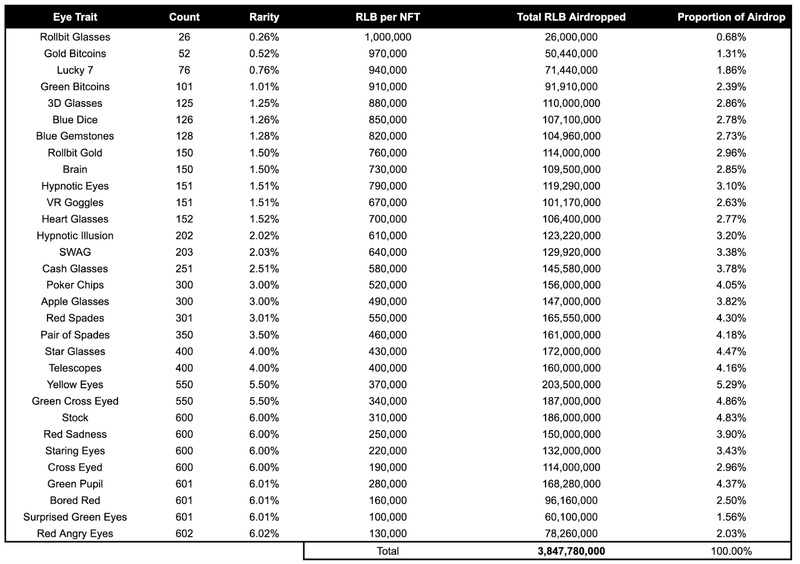 Eye Trait Count Rarity RLB per NFT Total RLB Airdropped Proportion of Airdrop
Rollbit Glasses 26 0.26% 1,000,000 26,000,000 0.68%
Gold Bitcoins 52 0.52% 970,000 50,440,000 1.31%
Lucky 7 76 0.76% 940,000 71,440,000 1.86%
Green Bitcoins 101 1.01% 910,000 91,910,000 2.39%
3D Glasses 125 1.25% 880,000 110,000,000 2.86%
Blue Dice 126 1.26% 850,000 107,100,000 2.78%
Blue Gemstones 128 1.28% 820,000 104,960,000 2.73%
Rollbit Gold 150 1.50% 760,000 114,000,000 2.96%
Brain 150 1.50% 730,000 109,500,000 2.85%
Hypnotic Eyes 151 1.51% 790,000 119,290,000 3.10%
VR Goggles 151 1.51% 670,000 101,170,000 2.63%
Heart Glasses 152 1.52% 700,000 106,400,000 2.77%
Hypnotic Illusion 202 2.02% 610,000 123,220,000 3.20%
SWAG 203 2.03% 640,000 129,920,000 3.38%
Cash Glasses 251 2.51% 580,000 145,580,000 3.78%
Poker Chips 300 3.00% 520,000 156,000,000 4.05%
Apple Glasses 300 3.00% 490,000 147,000,000 3.82%
Red Spades 301 3.01% 550,000 165,550,000 4.30%
Pair of Spades 350 3.50% 460,000 161,000,000 4.18%
Star Glasses 400 4.00% 430,000 172,000,000 4.47%
Telescopes 400 4.00% 400,000 160,000,000 4.16%
Yellow Eyes 550 5.50% 370,000 203,500,000 5.29%
Green Cross Eyed 550 5.50% 340,000 187,000,000 4.86%
Stock 600 6.00% 310,000 186,000,000 4.83%
Red Sadness 600 6.00% 250,000 150,000,000 3.90%
Staring Eyes 600 6.00% 220,000 132,000,000 3.43%
Cross Eyed 600 6.00% 190,000 114,000,000 2.96%
Green Pupil 601 6.01% 280,000 168,280,000 4.37%
Bored Red 601 6.01% 160,000 96,160,000 2.50%
Surprised Green Eyes 601 6.01% 100,000 60,100,000 1.56%
Red Angry Eyes 602 6.02% 130,000 78,260,000 2.03%
Total 3,847,780,000 100.00%